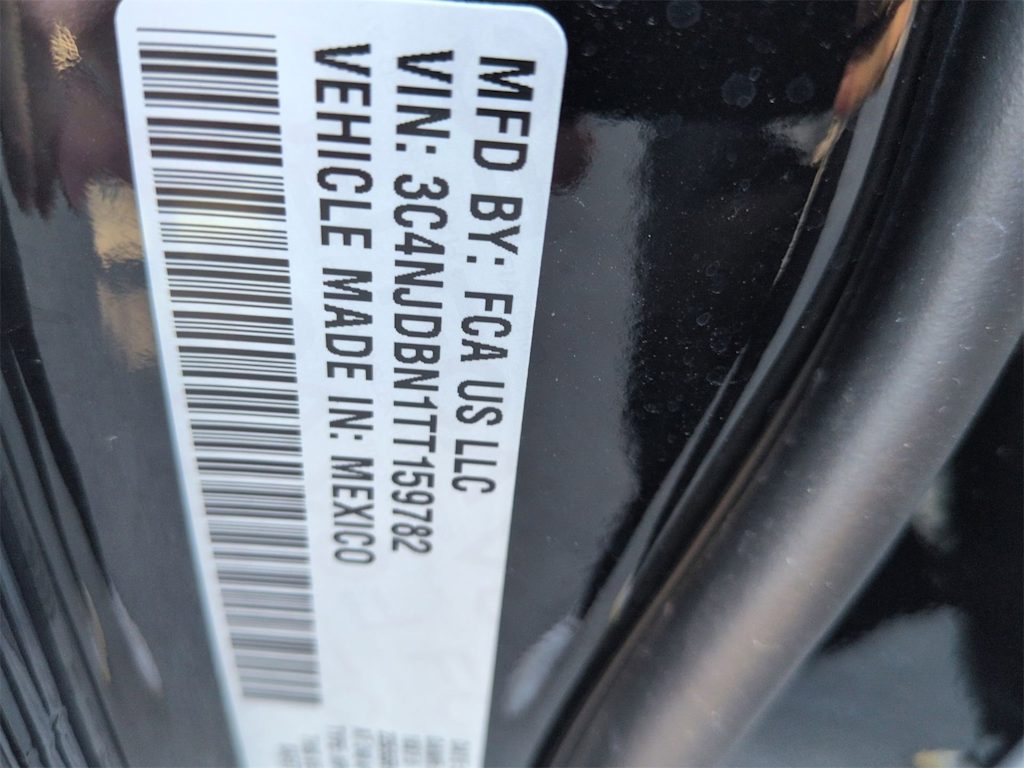 MFD BY: FCA US LLC
VIN: 3C4NJDBN1TT159782
VEHICLE MADE IN: MEXICO